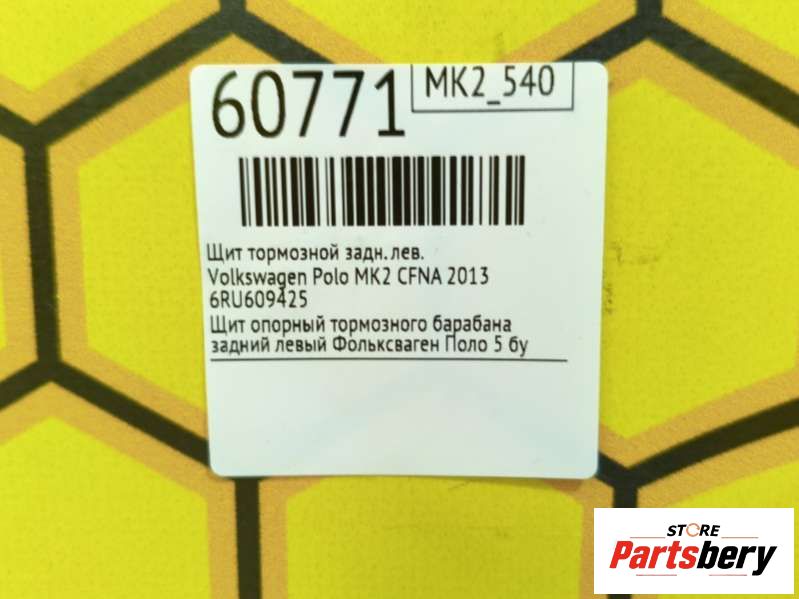 60771
MK2_540
Щит тормозной задн.лев.
Volkswagen Polo MK2 CFNA 2013
6RU609425
Щит опорный тормозного барабана
задний левый Фольксваген Поло 5 бу
STORE
Partsbery